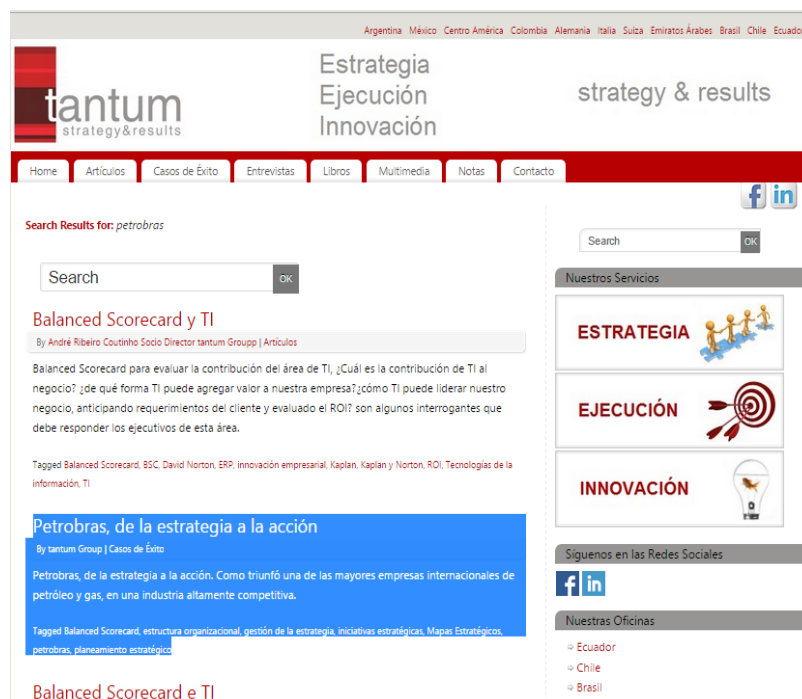 Argentina México Centro América Colombia Alemania Italia Suiza Emiratos Árabes Brasil Chile Ecuador
tantum
strategy&results
Estrategia
Ejecución
Innovación
strategy & results
Home Artículos Casos de Éxito Entrevistas Libros Multimedia Notas Contacto
f in
Search Results for: petrobras
Search OK
Balanced Scorecard y TI
By André Ribeiro Coutinho Socio Director tantum Groupp | Artículos
Balanced Scorecard para evaluar la contribución del área de TI, ¿Cuál es la contribución de TI al
negocio? ¿de qué forma TI puede agregar valor a nuestra empresa?¿cómo TI puede liderar nuestro
negocio, anticipando requerimientos del cliente y evaluado el ROI? son algunos interrogantes que
debe responder los ejecutivos de esta área.
Tagged Balanced Scorecard, BSC, David Norton, ERP, innovación empresarial, Kaplan, Kaplan y Norton, ROI, Tecnologías de la
información, TI
Petrobras, de la estrategia a la acción
By tantum Group | Casos de Éxito
Petrobras, de la estrategia a la acción. Como triunfó una de las mayores empresas internacionales de
petróleo y gas, en una industria altamente competitiva.
Tagged Balanced Scorecard, estructura organizacional, gestión de la estrategia, iniciativas estratégicas, Mapas Estratégicos,
petrobras, planeamiento estratégico
Balanced Scorecard e TI
Search OK
Nuestros Servicios
ESTRATEGIA
EJECUCIÓN
INNOVACIÓN
Síguenos en las Redes Sociales
f in
Nuestras Oficinas
Ecuador
Chile
Brasil